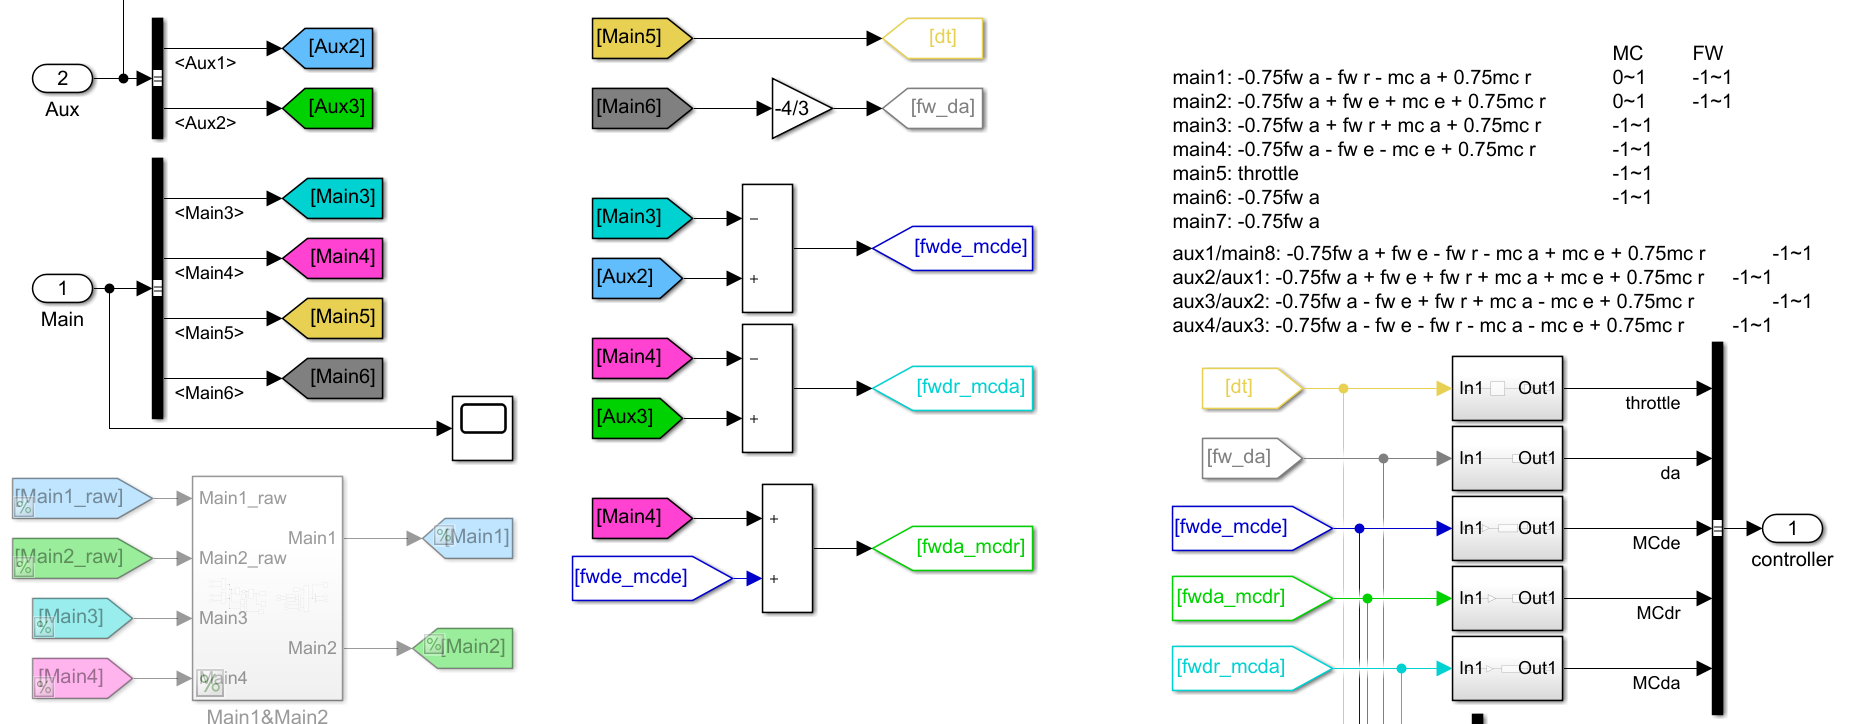 2
Aux
<Aux1>
[Aux2]
<Aux2>
[Aux3]
1
Main
<Main3>
[Main3]
<Main4>
[Main4]
<Main5>
[Main5]
<Main6>
[Main6]
[Main1_raw]
%
[Main2_raw]
%
[Main3]
%
[Main4]
%
Main1_raw
Main2_raw
Main3
Main4
%
Main1
Main2
Main1&Main2
%
[Main1]
%
[Main2]
[Main5]
[dt]
[Main6]
-4/3
[fw_da]
[Main3]
−
[Aux2]
+
[fwde_mcde]
[Main4]
−
[Aux3]
+
[fwdr_mcda]
[Main4]
+
[fwde_mcde]
+
[fwda_mcdr]
MC FW
main1: -0.75fw a - fw r - mc a + 0.75mc r 0~1 -1~1
main2: -0.75fw a + fw e + mc e + 0.75mc r 0~1 -1~1
main3: -0.75fw a + fw r + mc a + 0.75mc r -1~1
main4: -0.75fw a - fw e - mc e + 0.75mc r -1~1
main5: throttle -1~1
main6: -0.75fw a -1~1
main7: -0.75fw a
aux1/main8: -0.75fw a + fw e - fw r - mc a + mc e + 0.75mc r -1~1
aux2/aux1: -0.75fw a + fw e + fw r + mc a + mc e + 0.75mc r -1~1
aux3/aux2: -0.75fw a - fw e + fw r + mc a - mc e + 0.75mc r -1~1
aux4/aux3: -0.75fw a - fw e - fw r - mc a - mc e + 0.75mc r -1~1
[dt]
In1 Out1
throttle
[fw_da]
In1 Out1
da
[fwde_mcde]
In1 Out1
MCde
[fwda_mcdr]
In1 Out1
MCdr
[fwdr_mcda]
In1 Out1
MCda
1
controller